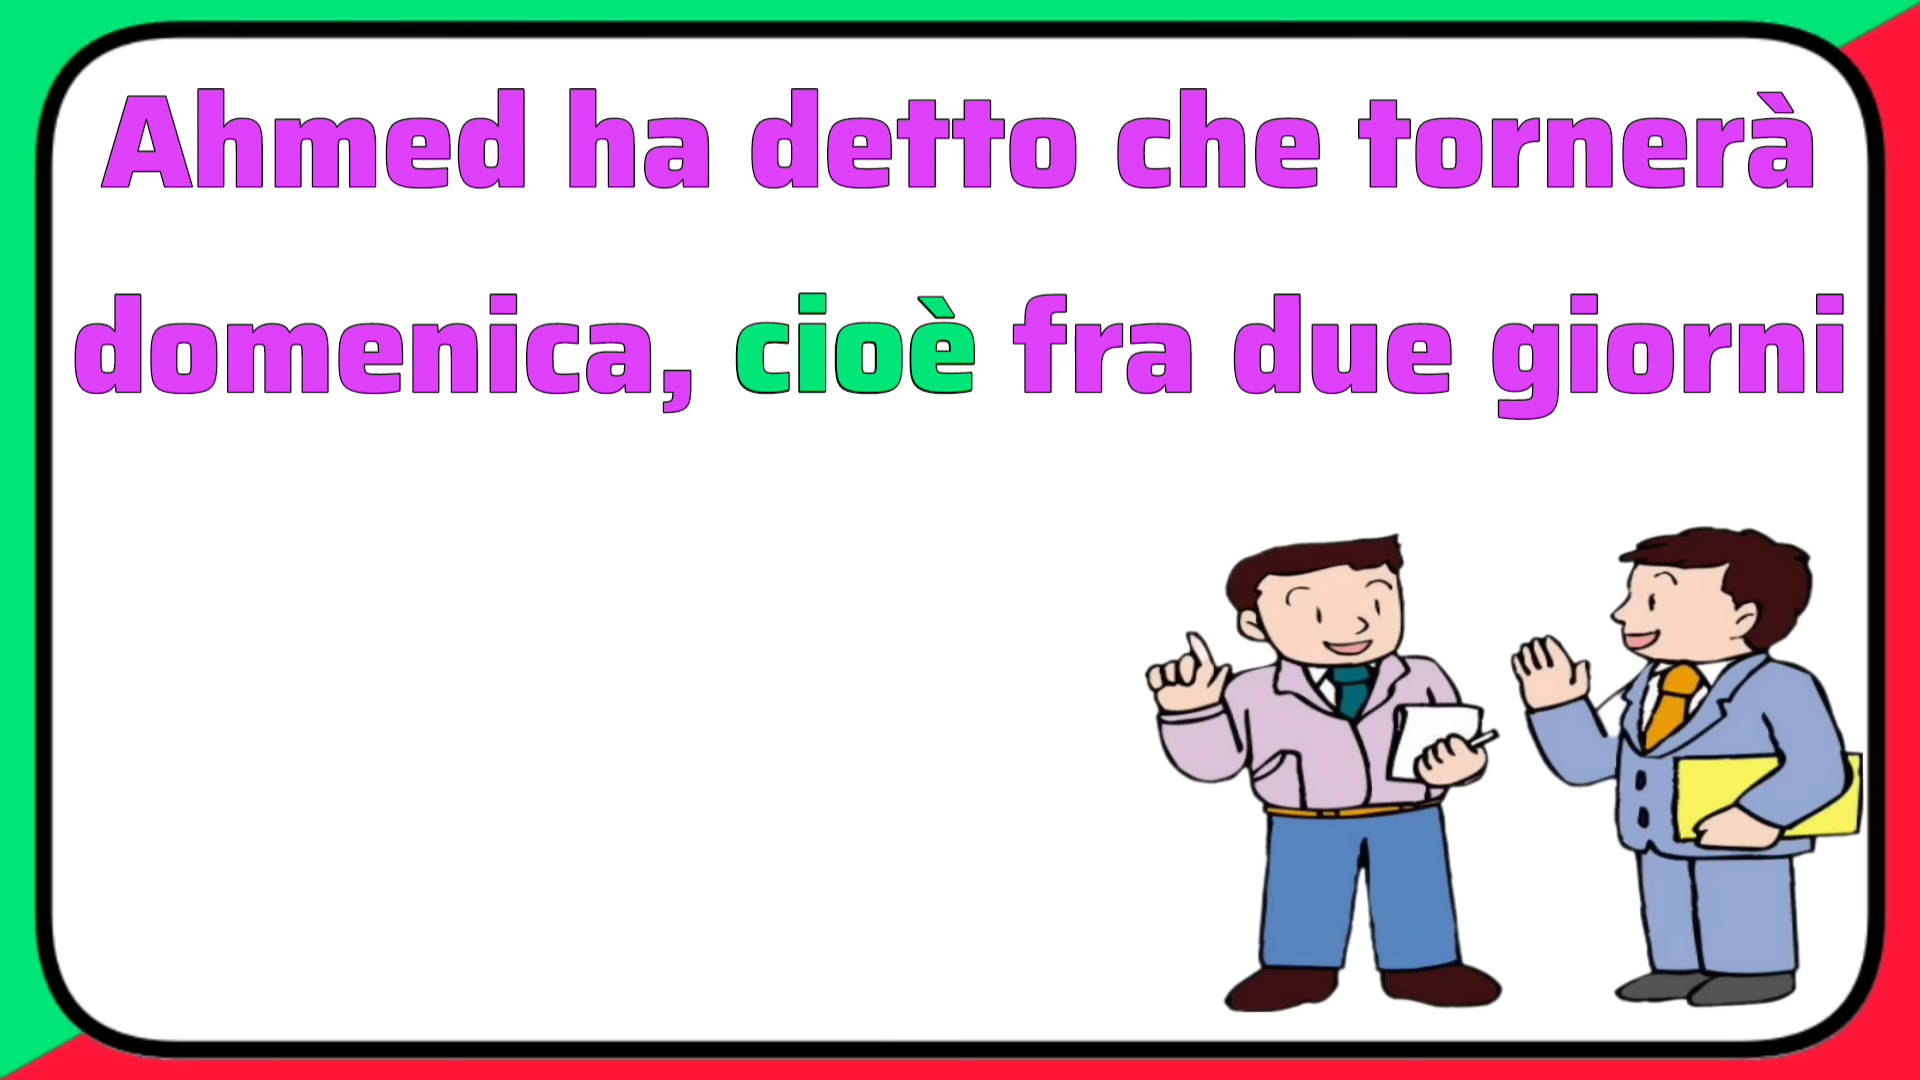 Ahmed ha detto che tornerà
domenica, cioè fra due giorni